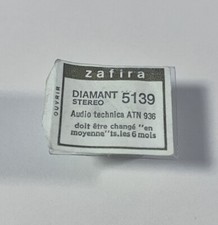 zafira
OUVRIR
DIAMANT
STEREO
5139
Audio technica ATN 936
doit être changé "en
moyenne" ts.les 6 mois